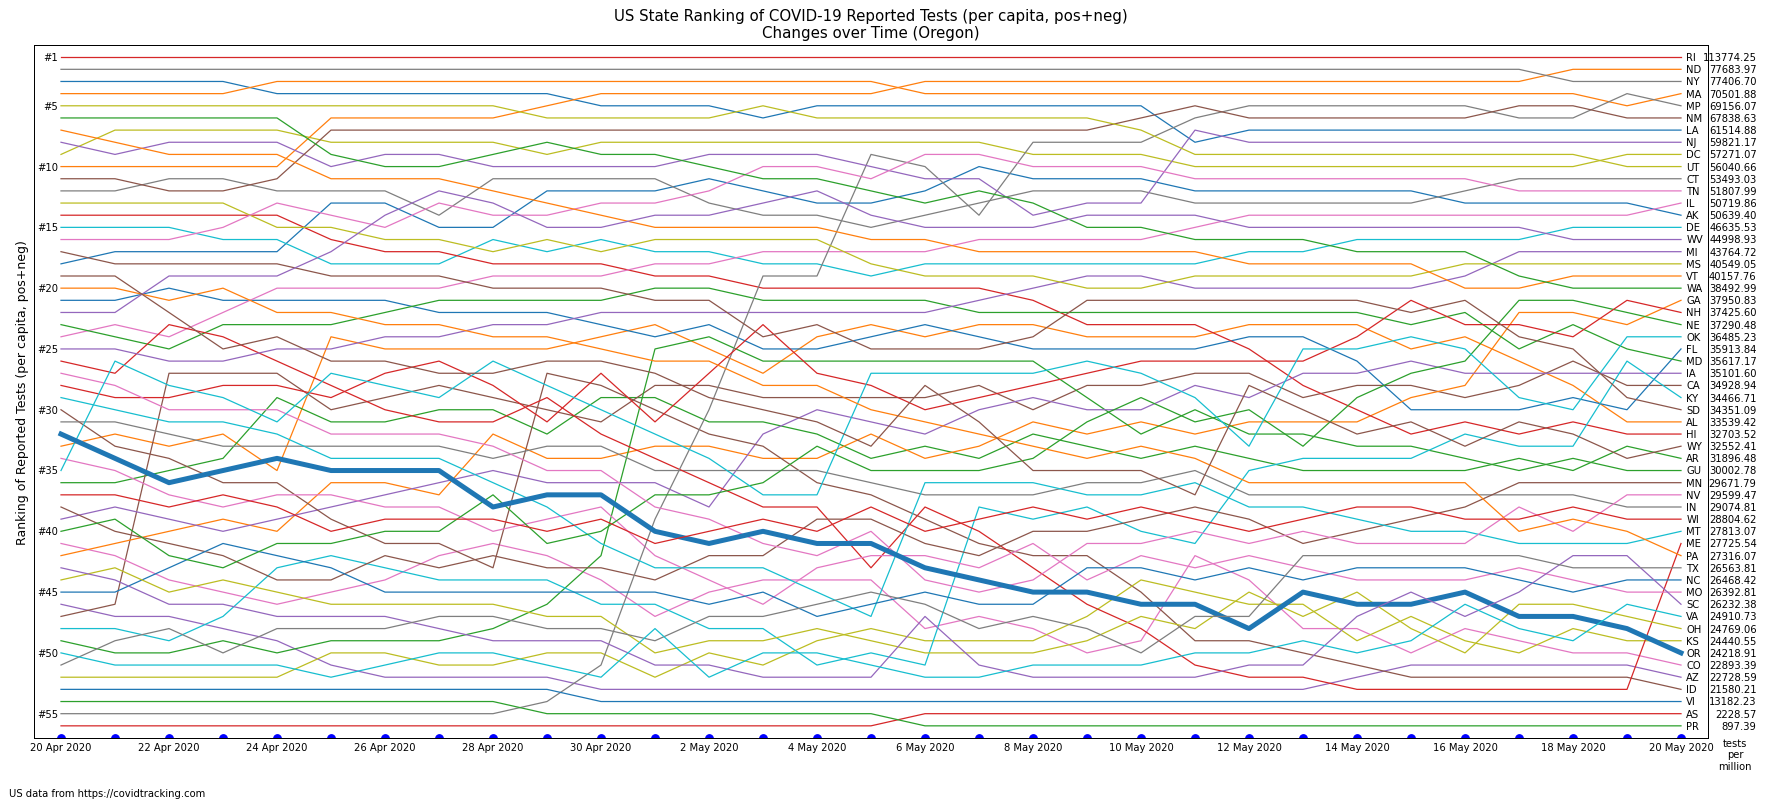 US State Ranking of COVID-19 Reported Tests (per capita, pos+neg)
Changes over Time (Oregon)
Ranking of Reported Tests (per capita, pos+neg)
#1
#5
#10
#15
#20
#25
#30
#35
#40
#45
#50
#55
RI 113774.25
ND 77683.97
NY 77406.70
MA 70501.88
MP 69156.07
NM 67838.63
LA 61514.88
NJ 59821.17
DC 57271.07
UT 56040.66
CT 53493.03
TN 51807.99
IL 50719.86
AK 50639.40
DE 46635.53
WV 44998.93
MI 43764.72
MS 40549.05
VT 40157.76
WA 38492.99
GA 37950.83
NH 37425.60
NE 37290.48
OK 36485.23
FL 35913.84
MD 35617.17
IA 35101.60
CA 34928.94
KY 34466.71
SD 34351.09
AL 33539.42
HI 32703.52
WY 32552.41
AR 31896.48
GU 30002.78
MN 29671.79
NV 29599.47
IN 29074.81
WI 28804.62
MT 27813.07
ME 27725.54
PA 27316.07
TX 26563.81
NC 26468.42
MO 26392.81
SC 26232.38
VA 24910.73
OH 24769.06
KS 24440.55
OR 24218.91
CO 22893.39
AZ 22728.59
ID 21580.21
VI 13182.23
AS 2228.57
PR 897.39
20 Apr 2020 22 Apr 2020 24 Apr 2020 26 Apr 2020 28 Apr 2020 30 Apr 2020 2 May 2020 4 May 2020 6 May 2020 8 May 2020 10 May 2020 12 May 2020 14 May 2020 16 May 2020 18 May 2020 20 May 2020
tests
per
million
US data from https://covidtracking.com